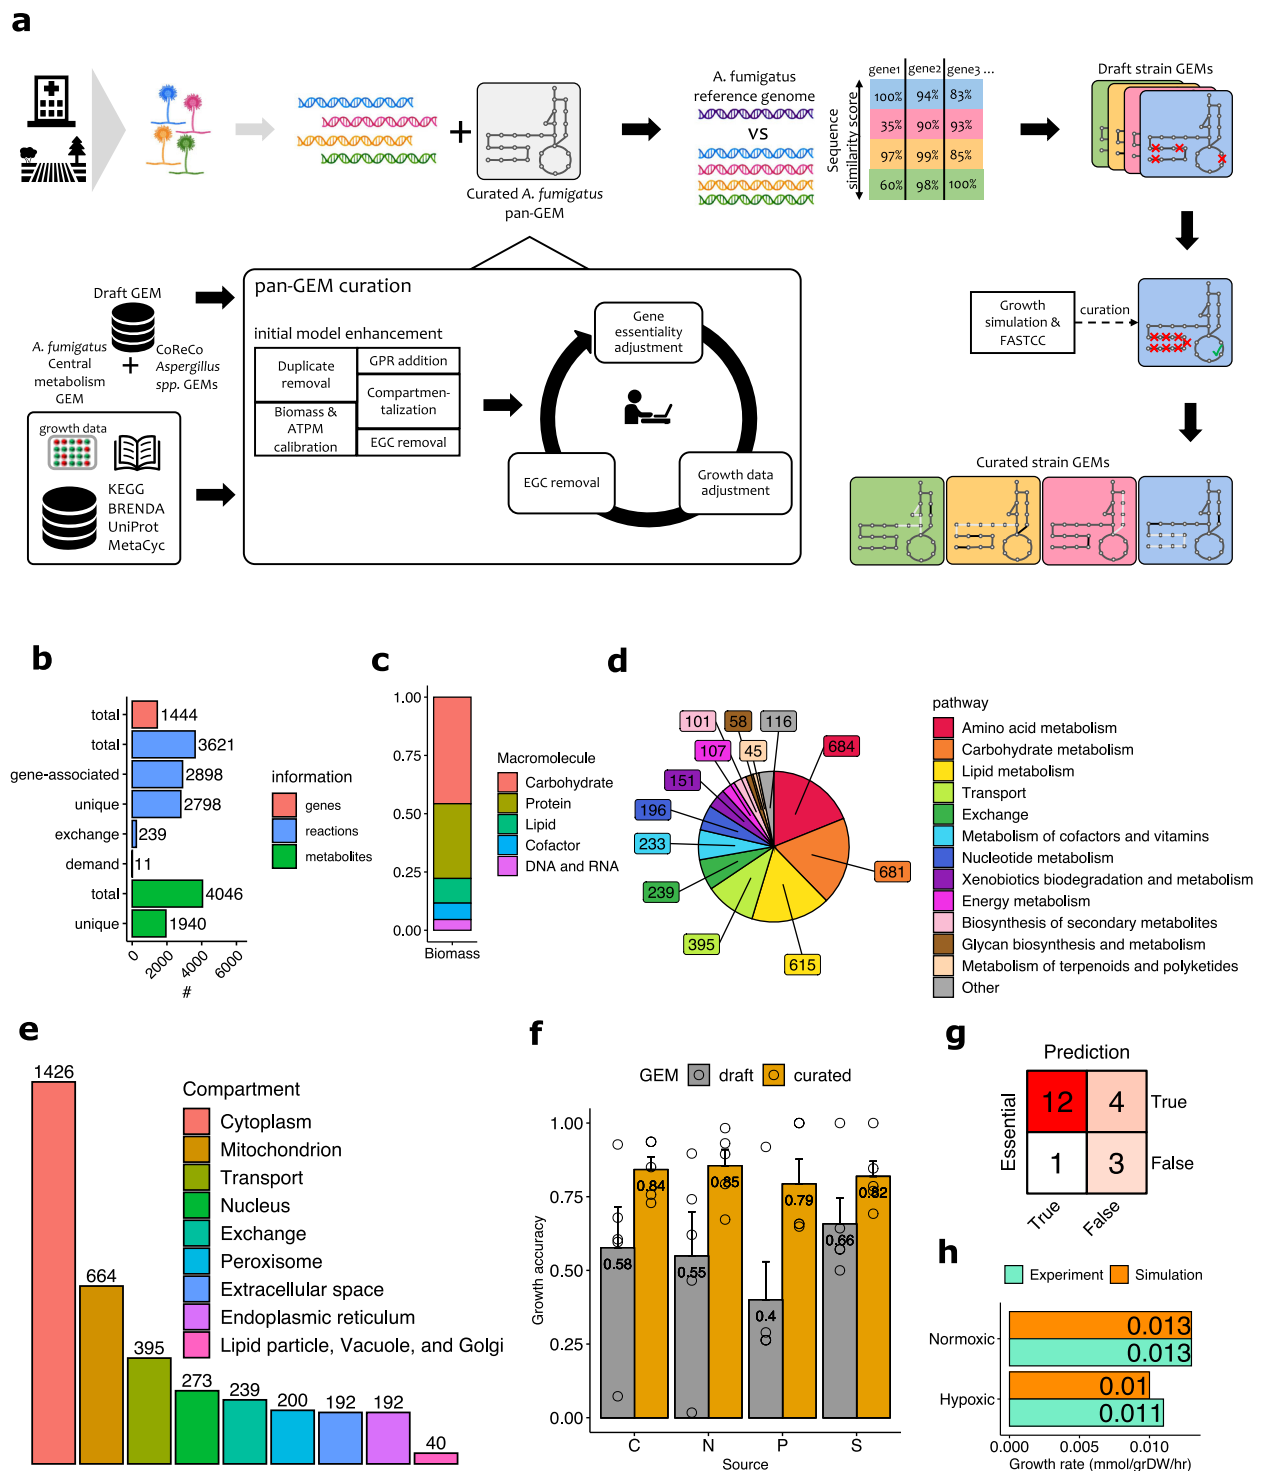 a
gene1 gene2 gene3 ...
100% 94% 83%
35% 90% 93%
97% 99% 85%
60% 98% 100%
Sequence
similarity score
A. fumigatus
reference genome
VS
Draft strain GEMs
+
Curated A. fumigatus
pan-GEM
Draft GEM
A. fumigatus
Central
metabolism
GEM
+
CoReCo
Aspergillus
spp. GEMs
growth data
KEGG
BRENDA
UniProt
MetaCyc
pan-GEM curation
initial model enhancement
Duplicate
removal
GPR addition
Compartmen-
talization
Biomass &
ATPM
calibration
EGC removal
Gene
essentiality
adjustment
EGC removal
Growth data
adjustment
Growth
simulation &
FASTCC
curation
Curated strain GEMs
b
total 1444
total 3621
gene-associated 2898
unique 2798
exchange 239
demand 11
total 4046
unique 1940
0 2000 4000 6000
#
information
genes
reactions
metabolites
c
1.00
0.75
0.50
0.25
0.00
Biomass
Macromolecule
Carbohydrate
Protein
Lipid
Cofactor
DNA and RNA
d
101 58 116
107 45 684
151
196
233
239 681
395
615
pathway
Amino acid metabolism
Carbohydrate metabolism
Lipid metabolism
Transport
Exchange
Metabolism of cofactors and vitamins
Nucleotide metabolism
Xenobiotics biodegradation and metabolism
Energy metabolism
Biosynthesis of secondary metabolites
Glycan biosynthesis and metabolism
Metabolism of terpenoids and polyketides
Other
e
1426
664
395
273
239
200
192
192
40
Compartment
Cytoplasm
Mitochondrion
Transport
Nucleus
Exchange
Peroxisome
Extracellular space
Endoplasmic reticulum
Lipid particle, Vacuole, and Golgi
f
GEM draft curated
Growth accuracy
1.00
0.75
0.50
0.25
0.00
0.58 0.84 0.55 0.85 0.4 0.79 0.66 0.82
C N P S
Source
g
Prediction
Essential
12 4 True
1 3 False
True False
h
Experiment Simulation
Normoxic
0.013
0.013
Hypoxic
0.01
0.011
0.000 0.005 0.010
Growth rate (mmol/grDW/hr)